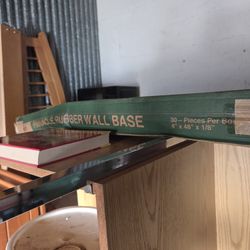 RUBBER WALL BASE
30 - Pieces Per Box
4" x 48" x 1/8"